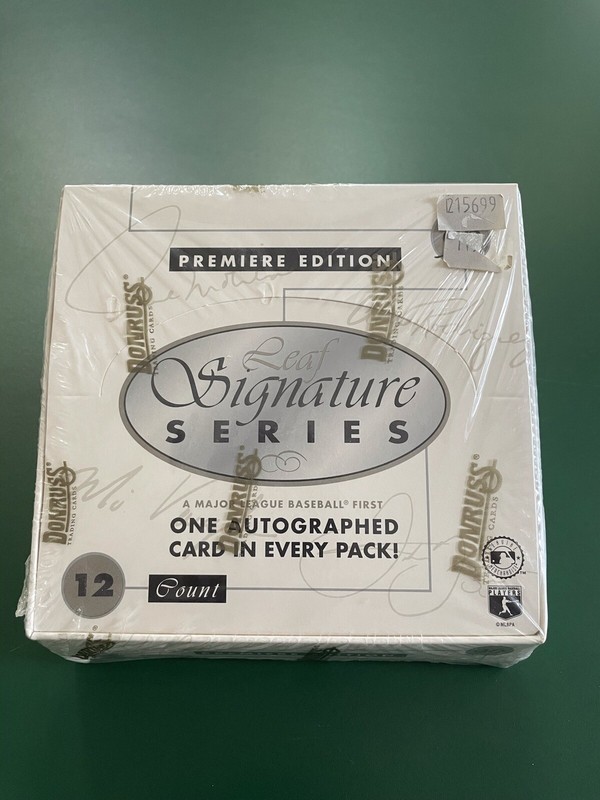 215699
PREMIERE EDITION
DONRUSS®
TRADING CARDS
DONRUSS®
TRADING CARDS
Leaf
Signature
SERIES
A MAJOR LEAGUE BASEBALL® FIRST
ONE AUTOGRAPHED
CARD IN EVERY PACK!
DONRUSS®
TRADING CARDS
DONRUSS®
DONRUSS®
TRADING CARDS
12 Count
PLAYERS
© MLBPA